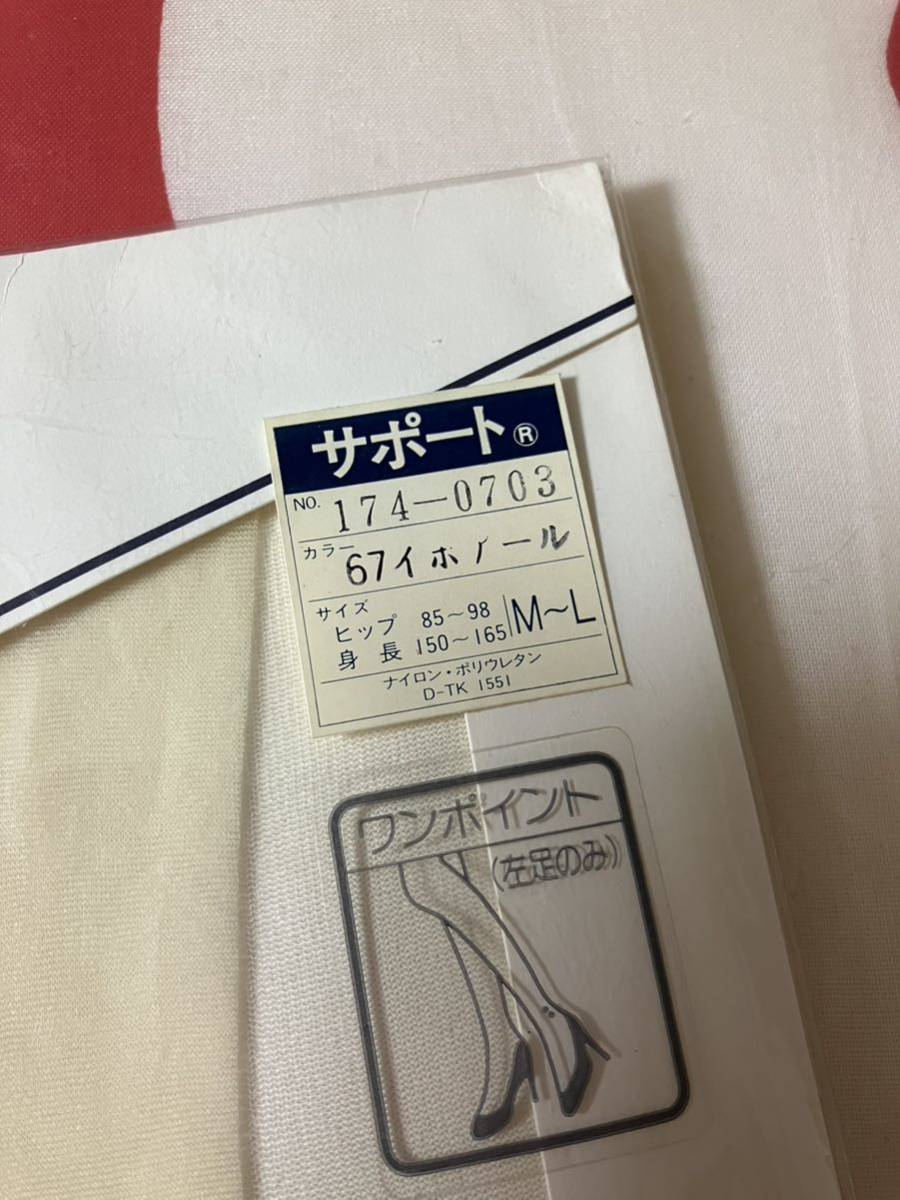 サポート®
NO. 174-0703
カラー 67イホノール
サイズ
ヒップ 85～98 M～L
身長 150～165
ナイロン・ポリウレタン
D-TK 1551
ワンポイント
(左足のみ)